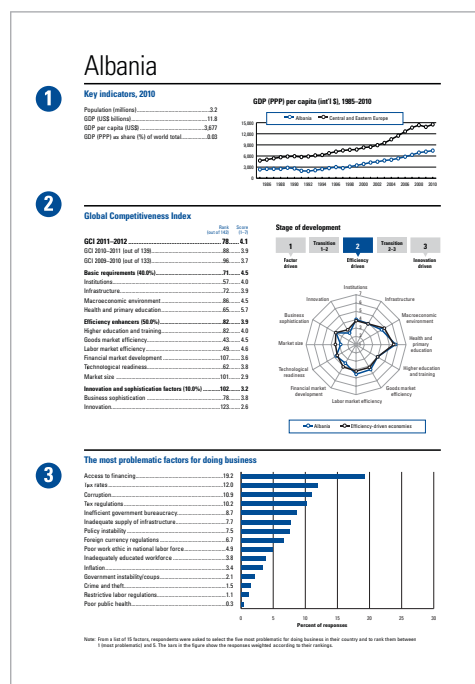 Albania
1
Key indicators, 2010
Population (millions)....3.2
GDP (US$ billions)....11.8
GDP per capita (US$)....3,677
GDP (PPP) as share (%) of world total....0.03
GDP (PPP) per capita (int'l $), 1985–2010
Albania Central and Eastern Europe
15,000
12,000
9,000
6,000
3,000
0
1986 1988 1990 1992 1994 1996 1998 2000 2002 2004 2006 2008 2010
2
Global Competitiveness Index
Rank Score
(out of 142) (1–7)
GCI 2011–2012....78....4.1
GCI 2010–2011 (out of 139)....88....3.9
GCI 2009–2010 (out of 133)....96....3.7
Basic requirements (40.0%)....71....4.5
Institutions....57....4.0
Infrastructure....72....3.9
Macroeconomic environment....86....4.5
Health and primary education....65....5.7
Efficiency enhancers (50.0%)....82....3.9
Higher education and training....82....4.0
Goods market efficiency....43....4.5
Labor market efficiency....49....4.6
Financial market development....107....3.6
Technological readiness....62....3.8
Market size....101....2.9
Innovation and sophistication factors (10.0%)....102....3.2
Business sophistication....78....3.8
Innovation....123....2.6
Stage of development
1 Transition 1–2 2 Transition 2–3 3
Factor driven Efficiency driven Innovation driven
Institutions
Infrastructure
Macroeconomic environment
Health and primary education
Higher education and training
Goods market efficiency
Labor market efficiency
Financial market development
Technological readiness
Market size
Business sophistication
Innovation
Albania Efficiency-driven economies
3
The most problematic factors for doing business
Access to financing....19.2
Tax rates....12.0
Corruption....10.9
Tax regulations....10.2
Inefficient government bureaucracy....8.7
Inadequate supply of infrastructure....7.7
Policy instability....7.5
Foreign currency regulations....6.7
Poor work ethic in national labor force....4.9
Inadequately educated workforce....3.8
Inflation....3.4
Government instability/coups....2.1
Crime and theft....1.5
Restrictive labor regulations....1.1
Poor public health....0.3
0 5 10 15 20 25 30
Percent of responses
Note: From a list of 15 factors, respondents were asked to select the five most problematic for doing business in their country and to rank them between
1 (most problematic) and 5. The bars in the figure show the responses weighted according to their rankings.